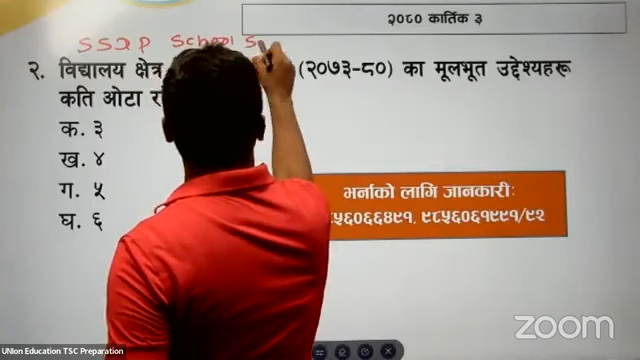 २०८० कार्तिक ३
SSDP School S
२. विद्यालय क्षेत्र (२०७३-८०) का मूलभूत उद्देश्यहरू
कति ओटा
क. ३
ख. ४
ग. ५
घ. ६
भर्नाको लागि जानकारीः
९८५६०६६४९१, ९८५६०६१९९१/९२
UNIon Education TSC Preparation
zoom